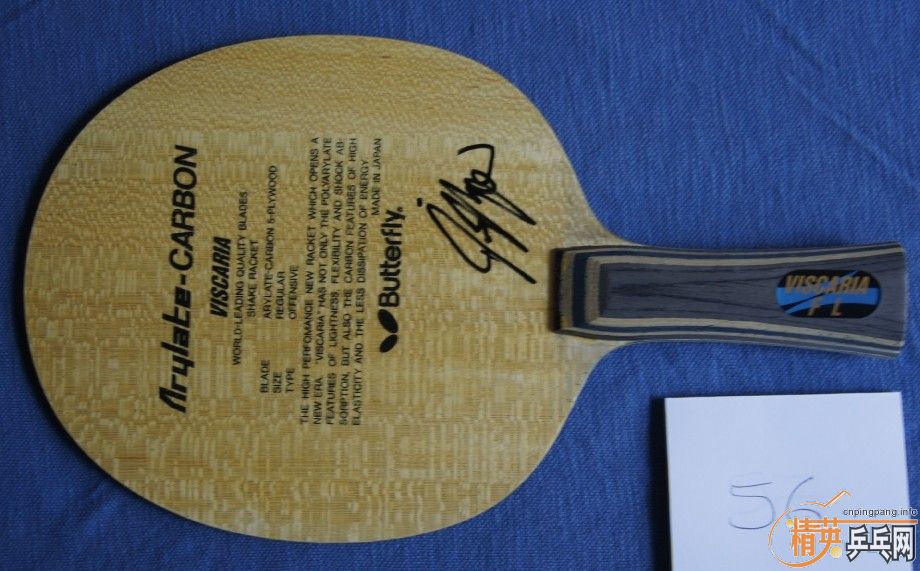 Arylate-CARBON
VISCARIA
WORLD-LEADING QUALITY BLADES
SHAKE RACKET
BLADE ARYLATE-CARBON 5-PLYWOOD
SIZE REGULAR
TYPE OFFENSIVE
THE HIGH PERFOMANCE NEW RACKET WHICH OPENS A
NEW ERA. "VISCARIA" HAS NOT ONLY THE POLYARYLATE
FEATURES OF LIGHTNESS, FLEXIBILITY AND SHOCK AB-
SORPTION, BUT ALSO THE CARBON FEATURES OF HIGH
ELASTICITY AND THE LESS DISSIPATION OF ENERGY.
MADE IN JAPAN
Butterfly.
VISCARIA
FL
56
cnpingpang.info
精英乒乓网